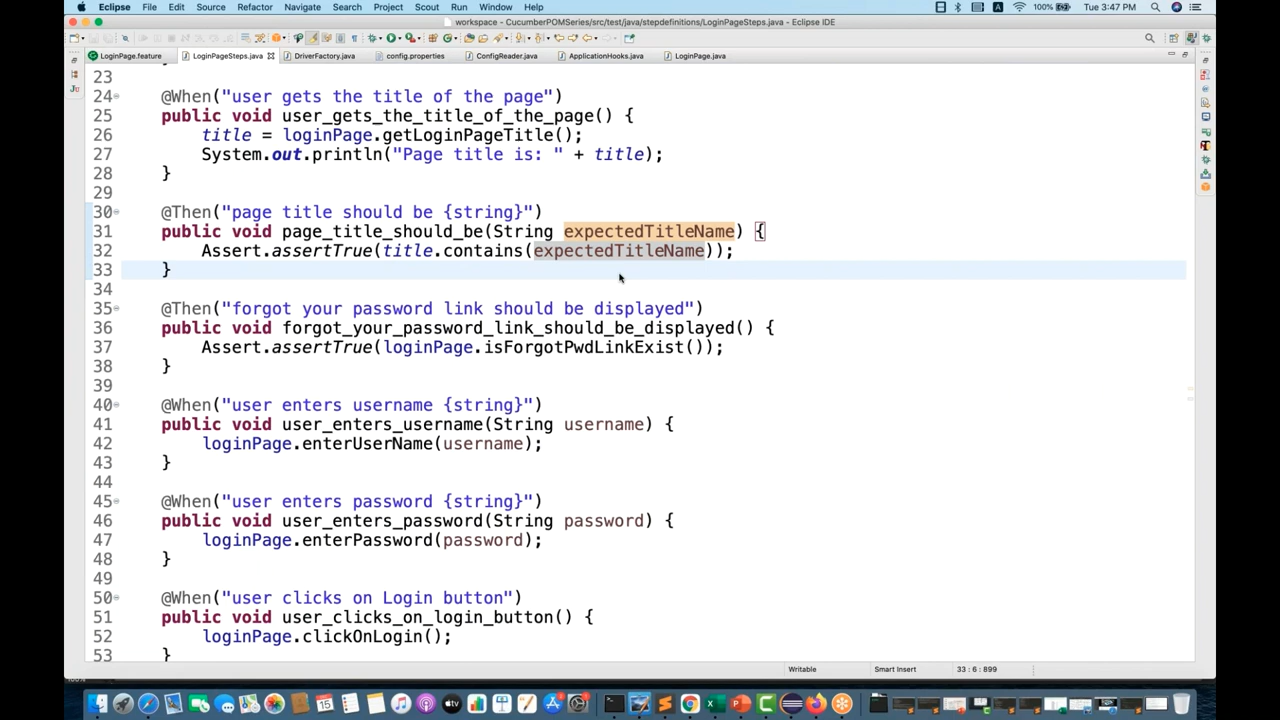 Eclipse File Edit Source Refactor Navigate Search Project Scout Run Window Help 100% Tue 3:47 PM
workspace - CucumberPOMSeries/src/test/java/stepdefinitions/LoginPageSteps.java - Eclipse IDE
LoginPage.feature LoginPageSteps.java DriverFactory.java config.properties ConfigReader.java ApplicationHooks.java LoginPage.java
23
24 @When("user gets the title of the page")
25 public void user_gets_the_title_of_the_page() {
26 title = loginPage.getLoginPageTitle();
27 System.out.println("Page title is: " + title);
28 }
29
30 @Then("page title should be {string}")
31 public void page_title_should_be(String expectedTitleName) {
32 Assert.assertTrue(title.contains(expectedTitleName));
33 }
34
35 @Then("forgot your password link should be displayed")
36 public void forgot_your_password_link_should_be_displayed() {
37 Assert.assertTrue(loginPage.isForgotPwdLinkExist());
38 }
39
40 @When("user enters username {string}")
41 public void user_enters_username(String username) {
42 loginPage.enterUserName(username);
43 }
44
45 @When("user enters password {string}")
46 public void user_enters_password(String password) {
47 loginPage.enterPassword(password);
48 }
49
50 @When("user clicks on Login button")
51 public void user_clicks_on_login_button() {
52 loginPage.clickOnLogin();
53 }
Writable Smart Insert 33 : 6 : 899